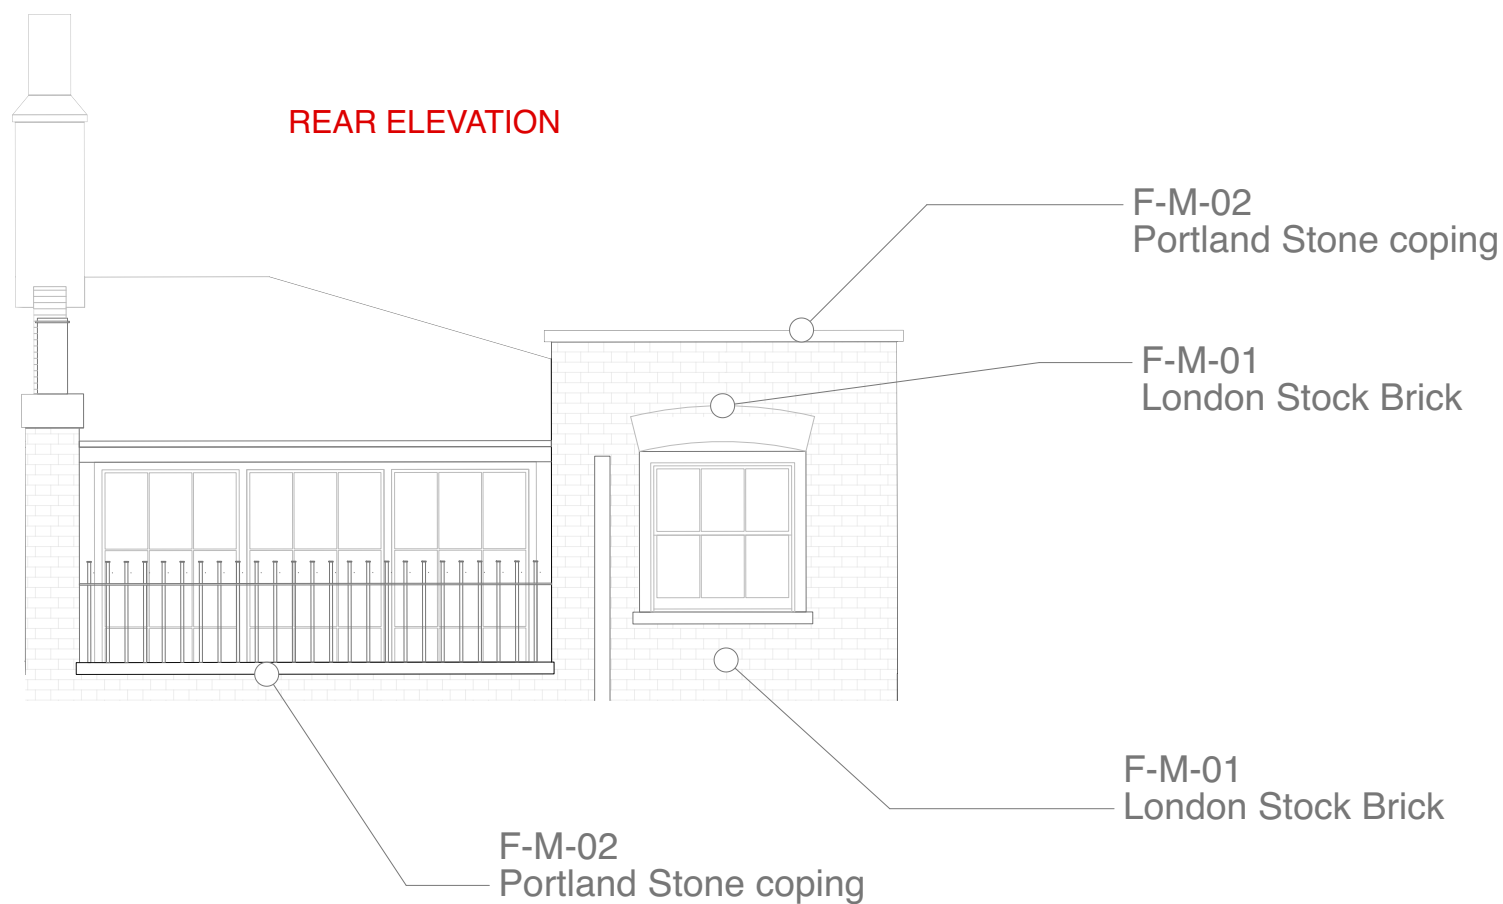 REAR ELEVATION
F-M-02
Portland Stone coping
F-M-01
London Stock Brick
F-M-01
London Stock Brick
F-M-02
Portland Stone coping